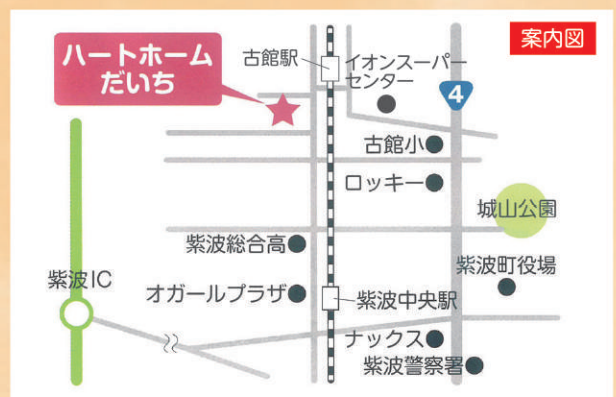 案内図
ハートホーム
だいち
古館駅
イオンスーパー
センター
4
古館小
ロッキー
城山公園
紫波総合高
紫波町役場
紫波IC
オガールプラザ
紫波中央駅
ナックス
紫波警察署